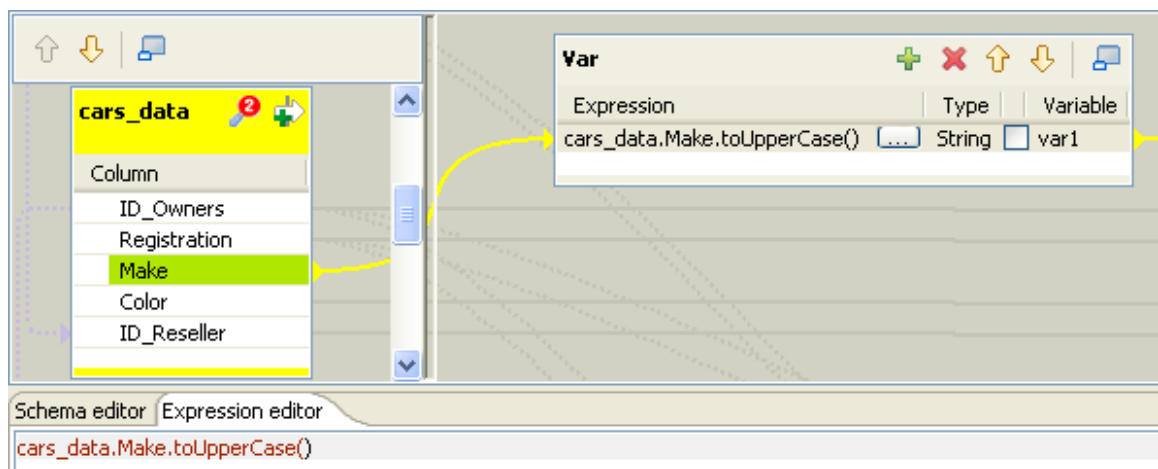 cars_data 2
Column
ID_Owners
Registration
Make
Color
ID_Reseller
Var
Expression Type Variable
cars_data.Make.toUpperCase() ... String var1
Schema editor Expression editor
cars_data.Make.toUpperCase()